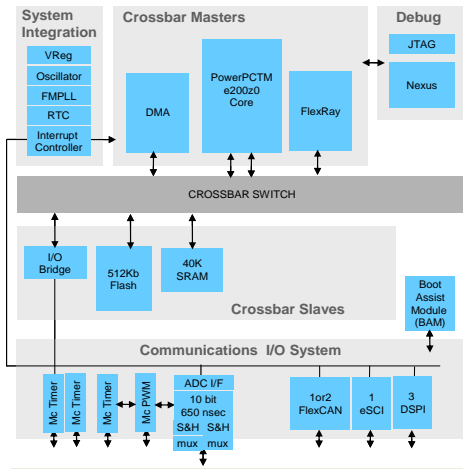 System
Integration
VReg
Oscillator
FMPLL
RTC
Interrupt
Controller
Crossbar Masters
DMA
PowerPCTM
e200z0
Core
FlexRay
Debug
JTAG
Nexus
CROSSBAR SWITCH
I/O
Bridge
512Kb
Flash
40K
SRAM
Crossbar Slaves
Boot
Assist
Module
(BAM)
Communications I/O System
Mc Timer
Mc Timer
Mc Timer
Mc PWM
ADC I/F
10 bit
650 nsec
S&H S&H
mux mux
1or2
FlexCAN
1
eSCI
3
DSPI